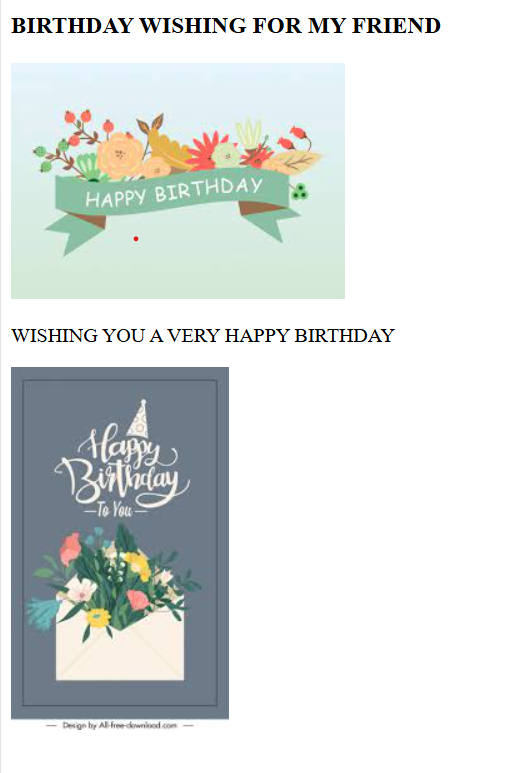 BIRTHDAY WISHING FOR MY FRIEND
HAPPY BIRTHDAY
WISHING YOU A VERY HAPPY BIRTHDAY
Happy
Birthday
To You
Design by All-free-download.com